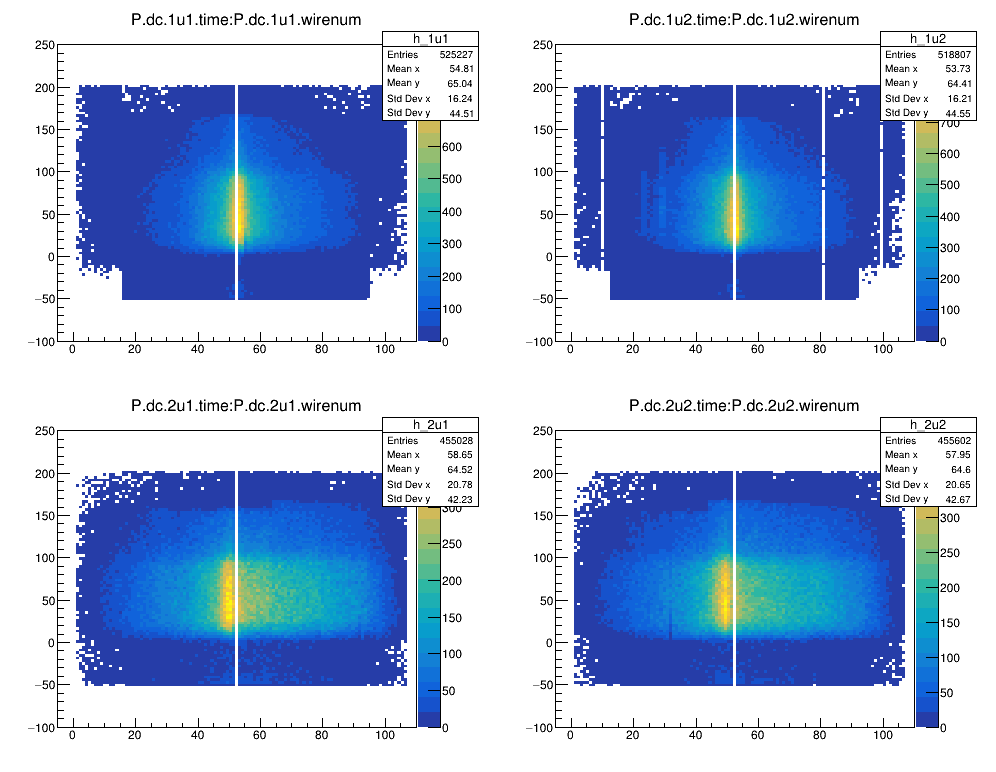 P.dc.1u1.time:P.dc.1u1.wirenum
h_1u1
Entries 525227
Mean x 54.81
Mean y 65.04
Std Dev x 16.24
Std Dev y 44.51
250
200
150
100
50
0
−50
−100
0 20 40 60 80 100
600
500
400
300
200
100
0
P.dc.1u2.time:P.dc.1u2.wirenum
h_1u2
Entries 518807
Mean x 53.73
Mean y 64.41
Std Dev x 16.21
Std Dev y 44.55
250
200
150
100
50
0
−50
−100
0 20 40 60 80 100
700
600
500
400
300
200
100
0
P.dc.2u1.time:P.dc.2u1.wirenum
h_2u1
Entries 455028
Mean x 58.65
Mean y 64.52
Std Dev x 20.78
Std Dev y 42.23
250
200
150
100
50
0
−50
−100
0 20 40 60 80 100
300
250
200
150
100
50
0
P.dc.2u2.time:P.dc.2u2.wirenum
h_2u2
Entries 455602
Mean x 57.95
Mean y 64.6
Std Dev x 20.65
Std Dev y 42.67
250
200
150
100
50
0
−50
−100
0 20 40 60 80 100
300
250
200
150
100
50
0